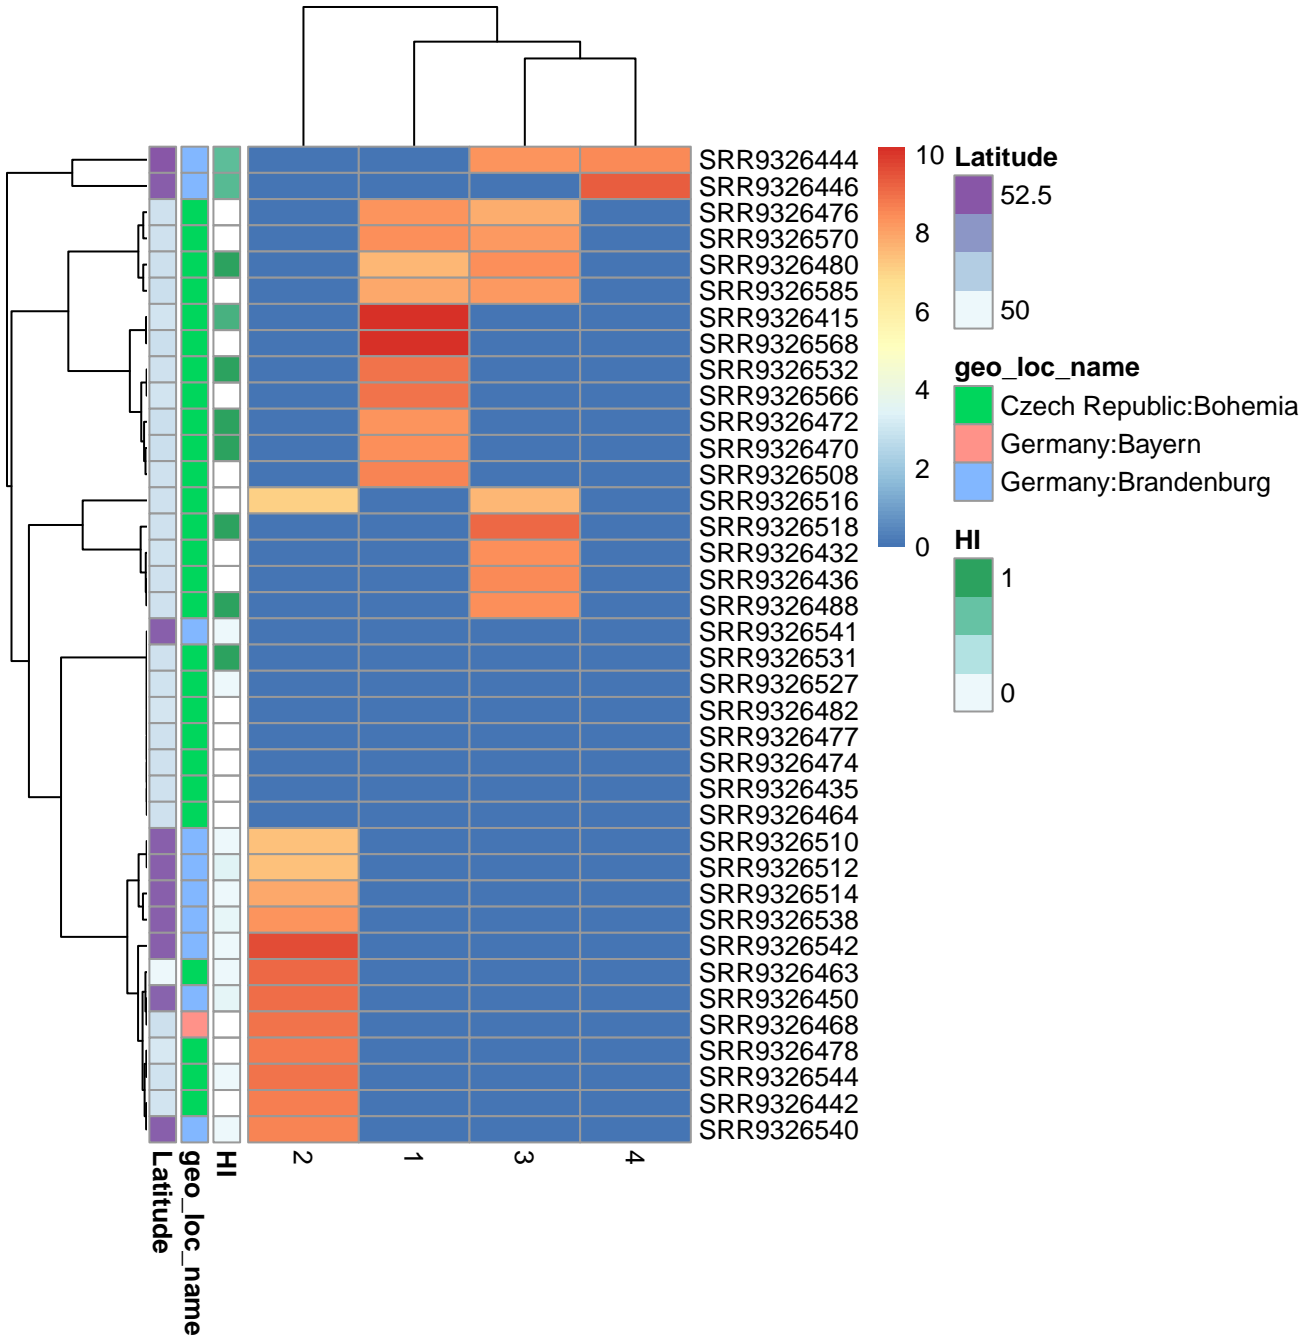 SRR9326444
SRR9326446
SRR9326476
SRR9326570
SRR9326480
SRR9326585
SRR9326415
SRR9326568
SRR9326532
SRR9326566
SRR9326472
SRR9326470
SRR9326508
SRR9326516
SRR9326518
SRR9326432
SRR9326436
SRR9326488
SRR9326541
SRR9326531
SRR9326527
SRR9326482
SRR9326477
SRR9326474
SRR9326435
SRR9326464
SRR9326510
SRR9326512
SRR9326514
SRR9326538
SRR9326542
SRR9326463
SRR9326450
SRR9326468
SRR9326478
SRR9326544
SRR9326442
SRR9326540
Latitude
geo_loc_name
HI
2
1
3
4
10
8
6
4
2
0
Latitude
52.5
50
geo_loc_name
Czech Republic:Bohemia
Germany:Bayern
Germany:Brandenburg
HI
1
0